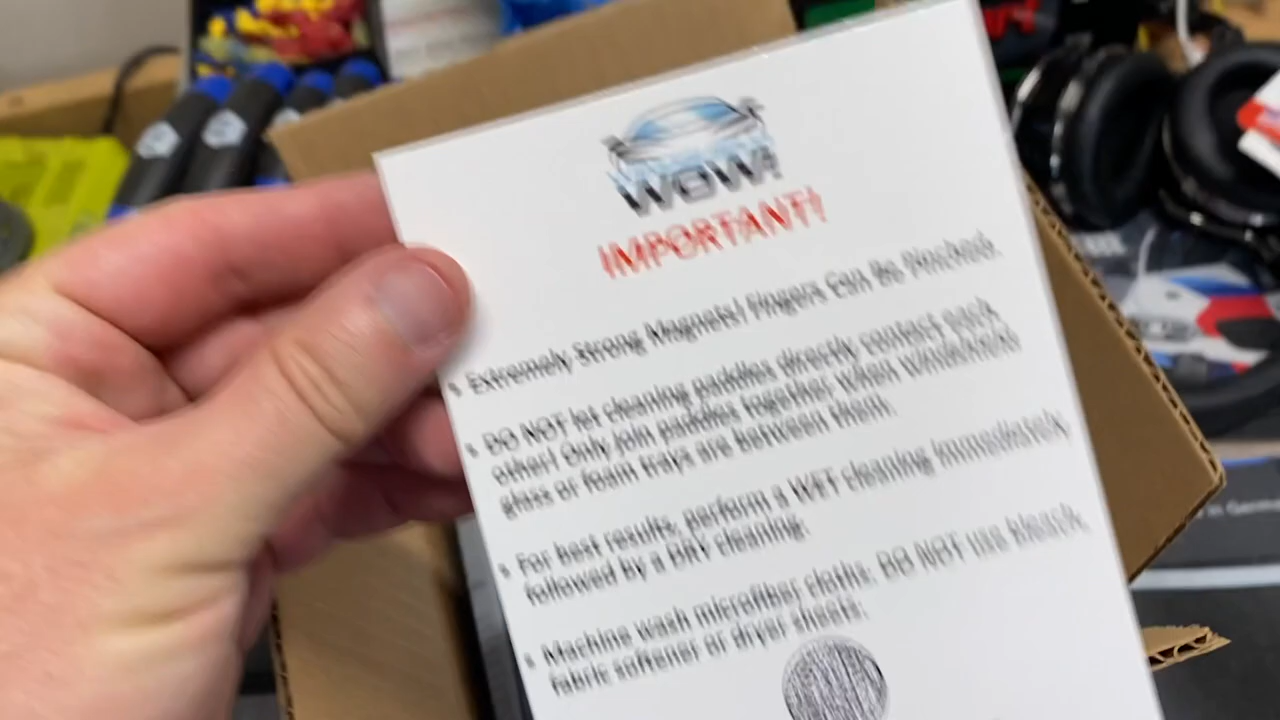 WOW!
IMPORTANT!
• Extremely Strong Magnets! Fingers Can Be Pinched.
• DO NOT let cleaning paddles directly contact each
other! Only join paddles together when Windshield
glass or foam trays are between them.
• For best results, perform a WET cleaning immediately
followed by a DRY cleaning.
• Machine wash microfiber cloths. DO NOT use bleach,
fabric softener or dryer sheets.